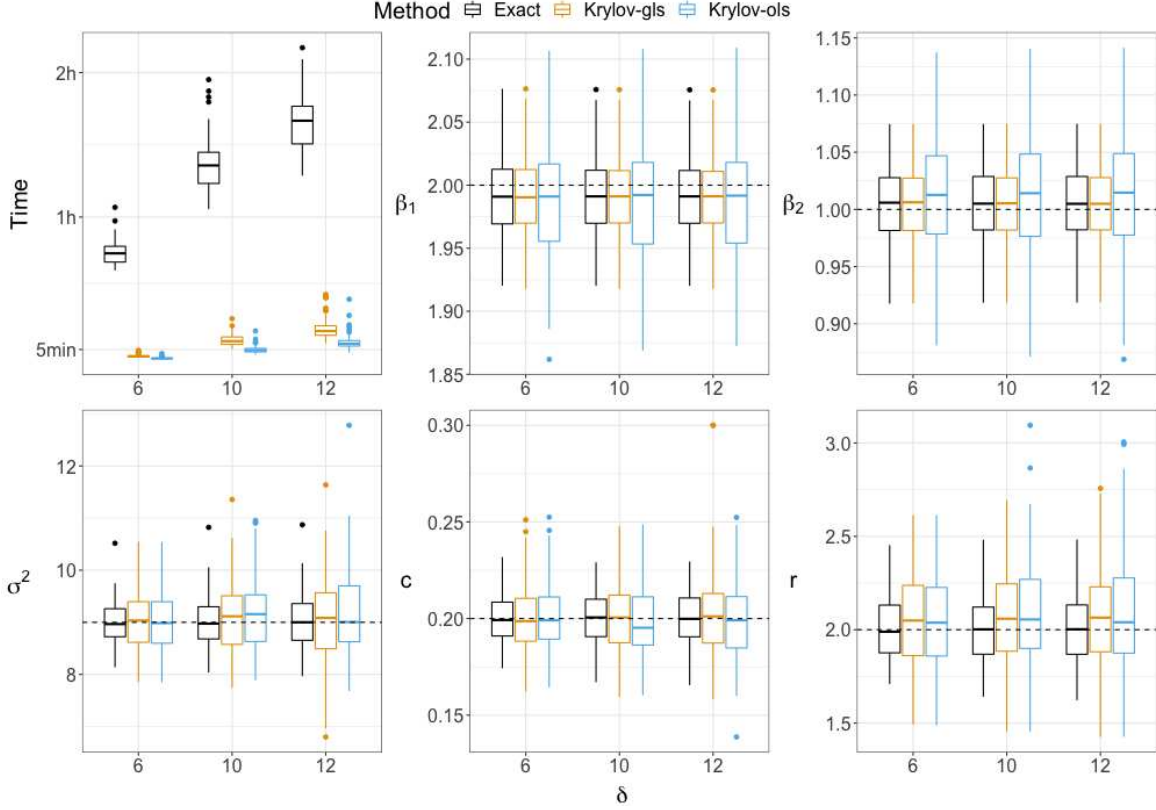 Method Exact Krylov-gls Krylov-ols
Time
2h
1h
5min
6 10 12
β₁
2.10
2.05
2.00
1.95
1.90
1.85
6 10 12
β₂
1.15
1.10
1.05
1.00
0.95
0.90
6 10 12
σ²
12
10
8
6 10 12
c
0.30
0.25
0.20
0.15
6 10 12
r
3.0
2.5
2.0
1.5
6 10 12
δ